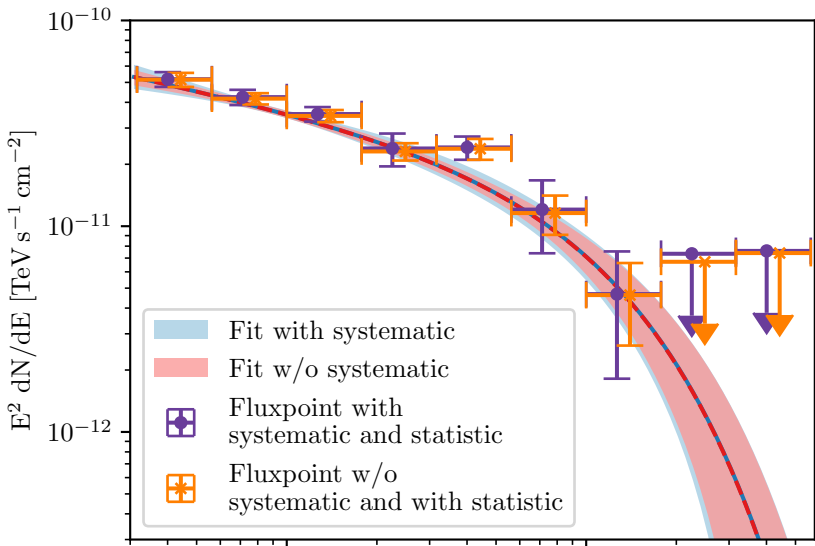 10⁻¹⁰
10⁻¹¹
10⁻¹²
E² dN/dE [TeV s⁻¹ cm⁻²]
Fit with systematic
Fit w/o systematic
Fluxpoint with
systematic and statistic
Fluxpoint w/o
systematic and with statistic